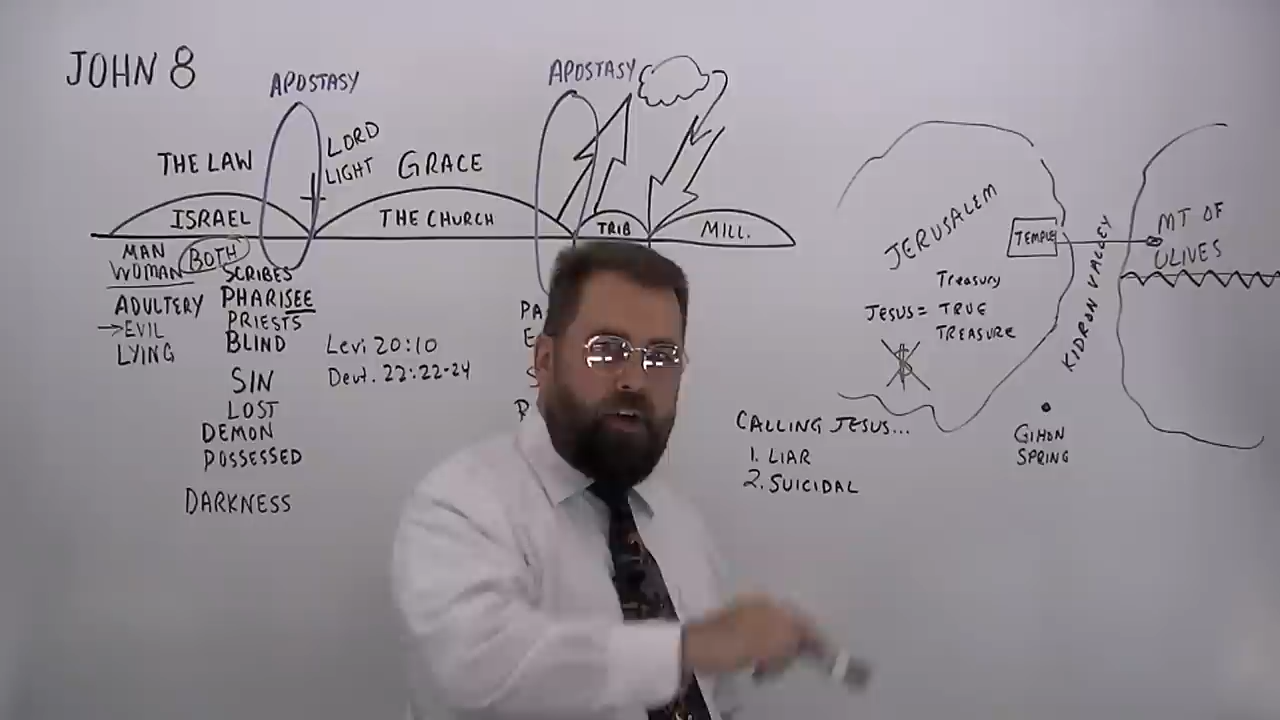 JOHN 8
APOSTASY
APOSTASY
THE LAW
LORD
LIGHT
GRACE
ISRAEL
THE CHURCH
TRIB
MILL.
MAN
WOMAN
BOTH
ADULTERY
→EVIL
LYING
SCRIBES
PHARISEE
PRIESTS
BLIND
SIN
LOST
DEMON
POSSESSED
DARKNESS
Levi 20:10
Deut. 22:22-24
PA
CALLING JESUS...
1. LIAR
2. SUICIDAL
JERUSALEM
TEMPLE
Treasury
JESUS = TRUE
TREASURE
$
KIDRON VALLEY
GIHON
SPRING
MT OF
OLIVES